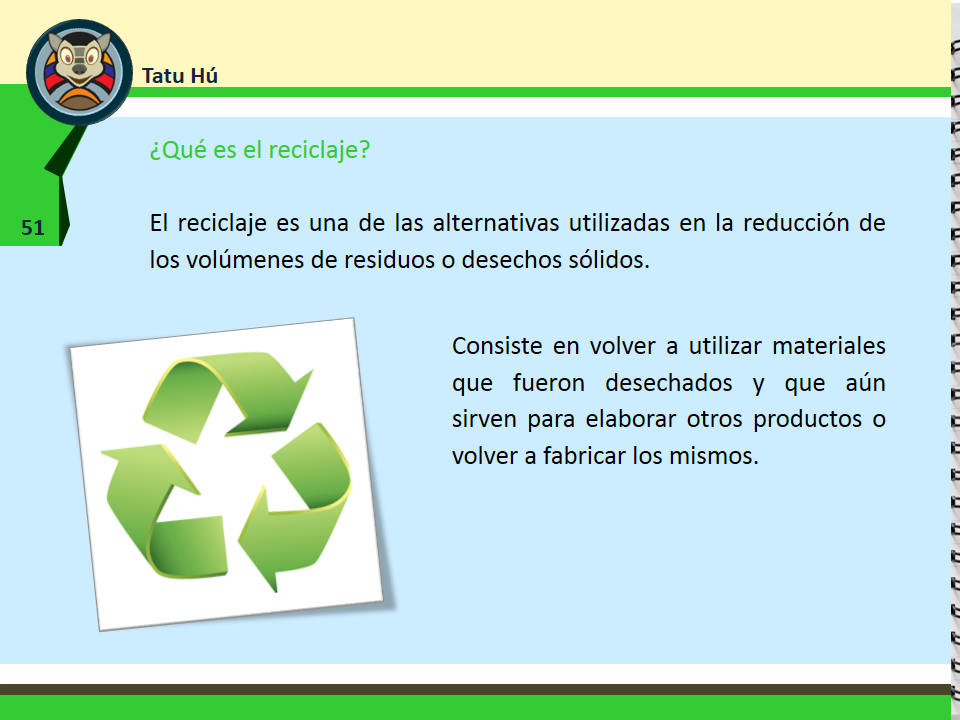 Tatu Hú
¿Qué es el reciclaje?
51
El reciclaje es una de las alternativas utilizadas en la reducción de
los volúmenes de residuos o desechos sólidos.
Consiste en volver a utilizar materiales
que fueron desechados y que aún
sirven para elaborar otros productos o
volver a fabricar los mismos.